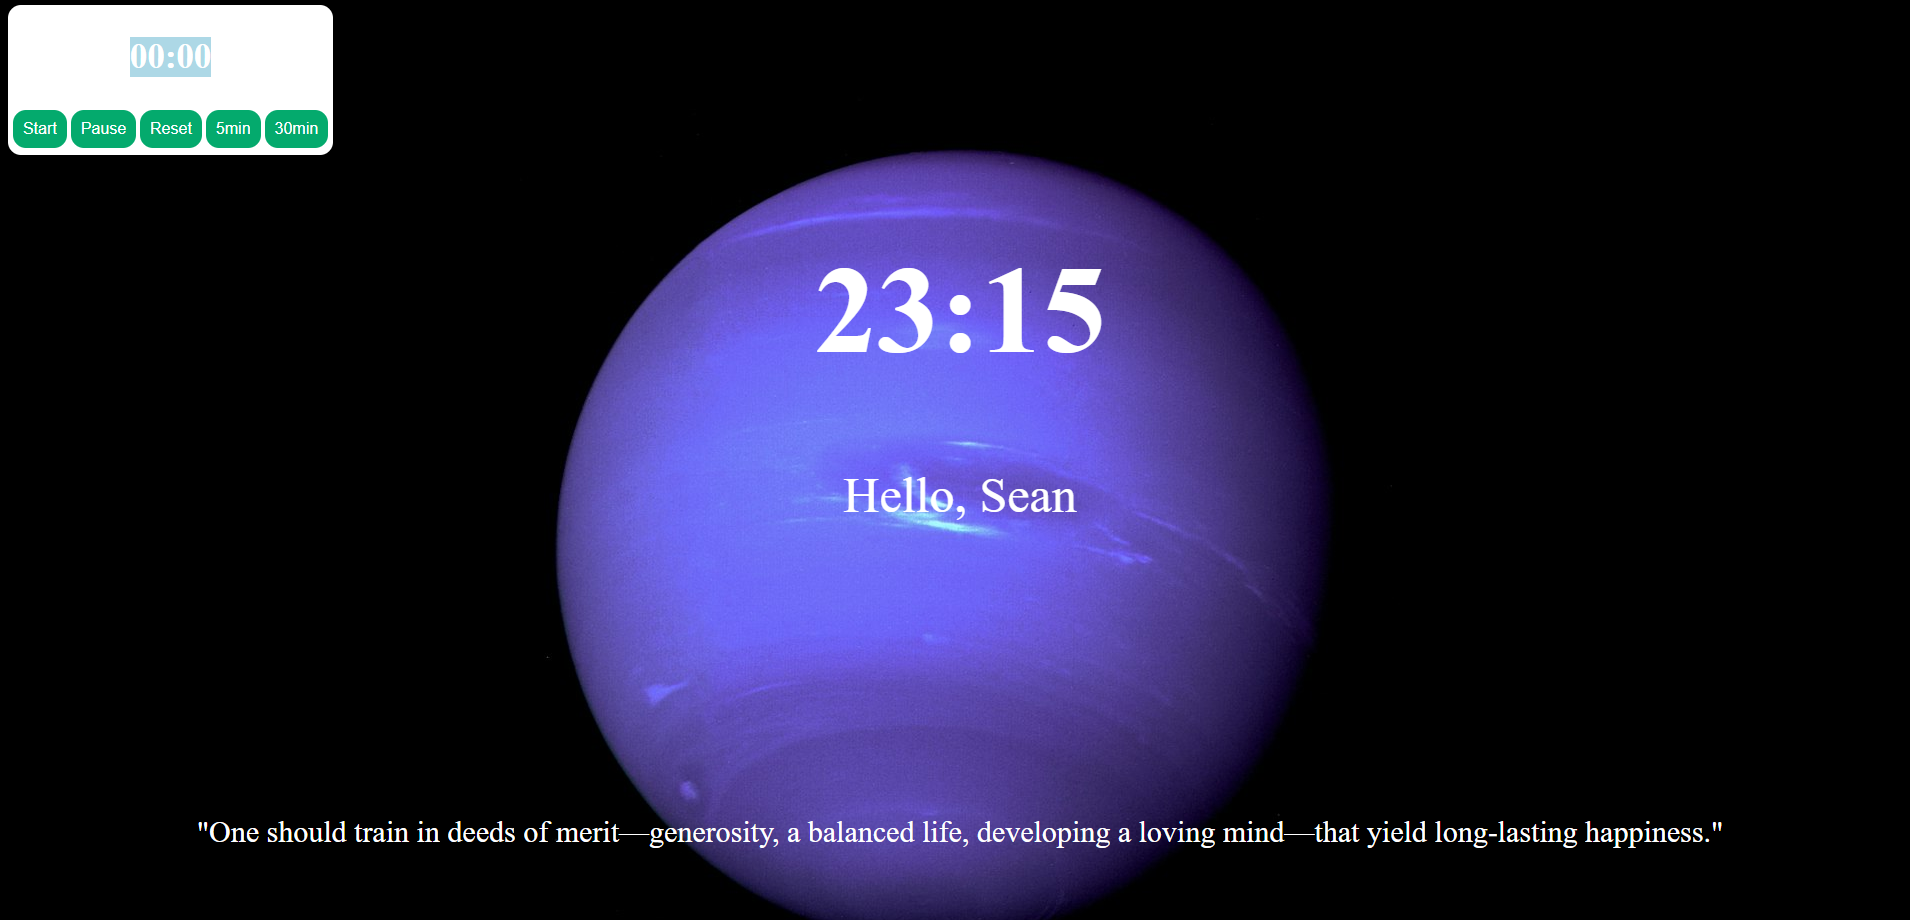 00:00
Start Pause Reset 5min 30min
23:15
Hello, Sean
"One should train in deeds of merit—generosity, a balanced life, developing a loving mind—that yield long-lasting happiness."